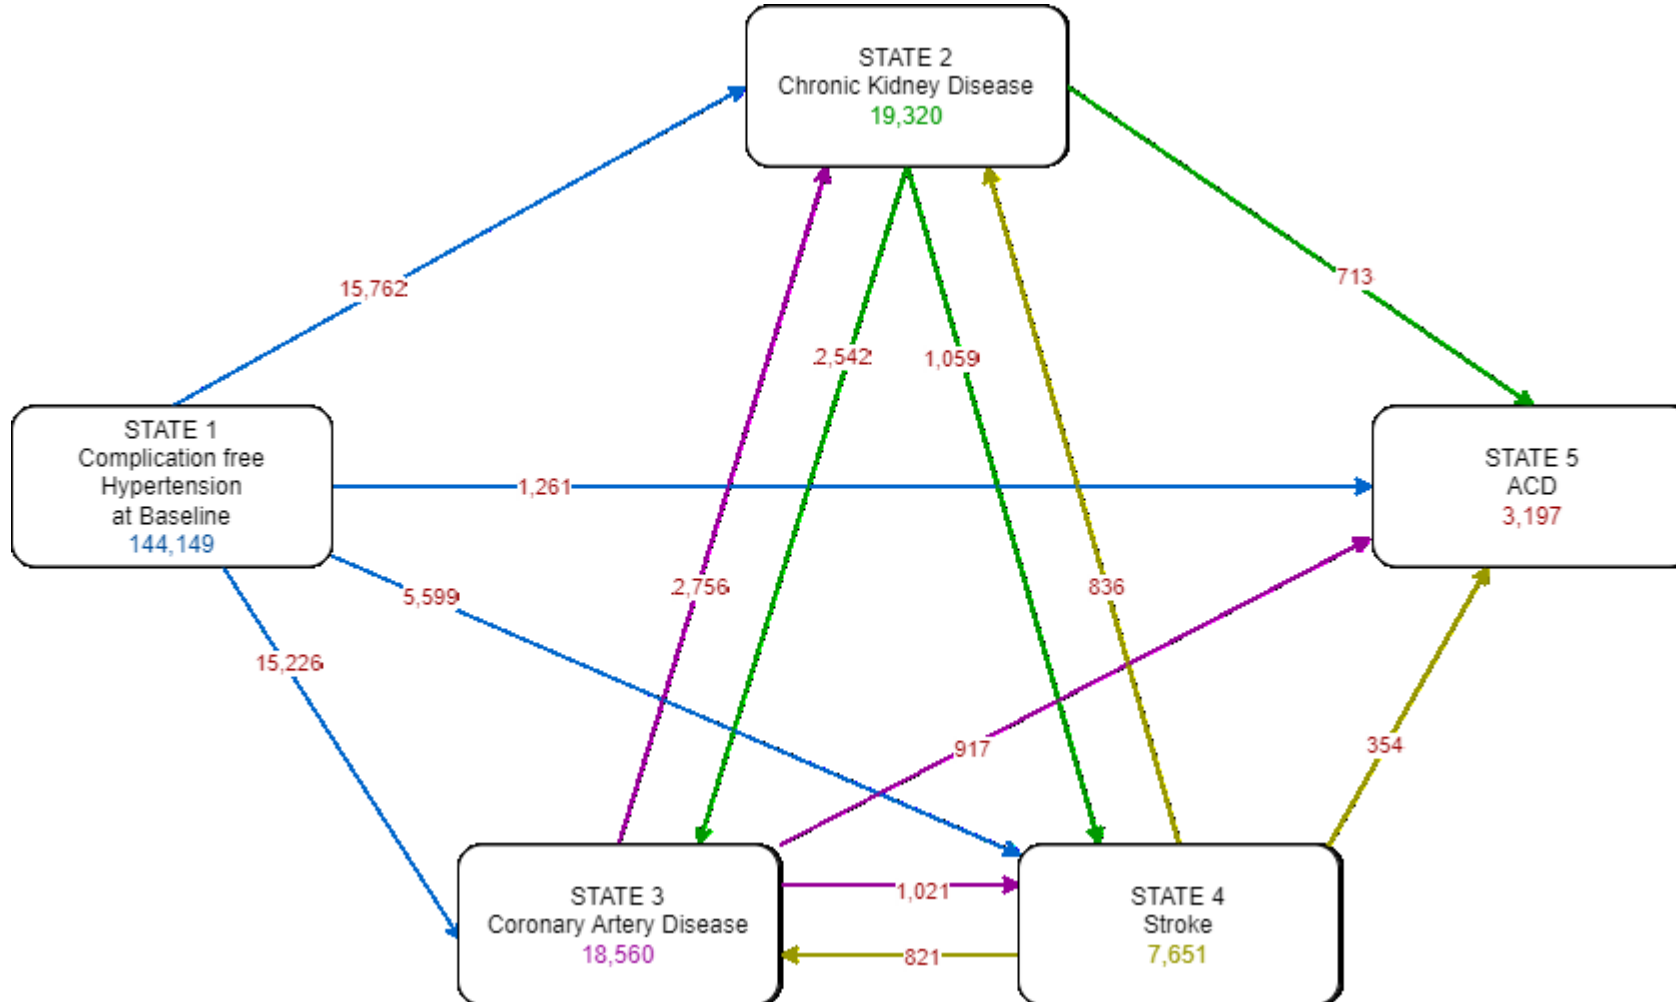 STATE 2
Chronic Kidney Disease
19,320
15,762
713
2,542
1,059
STATE 1
Complication free
Hypertension
at Baseline
144,149
1,261
STATE 5
ACD
3,197
5,599
2,756
836
15,226
917
354
STATE 3
Coronary Artery Disease
18,560
1,021
821
STATE 4
Stroke
7,651